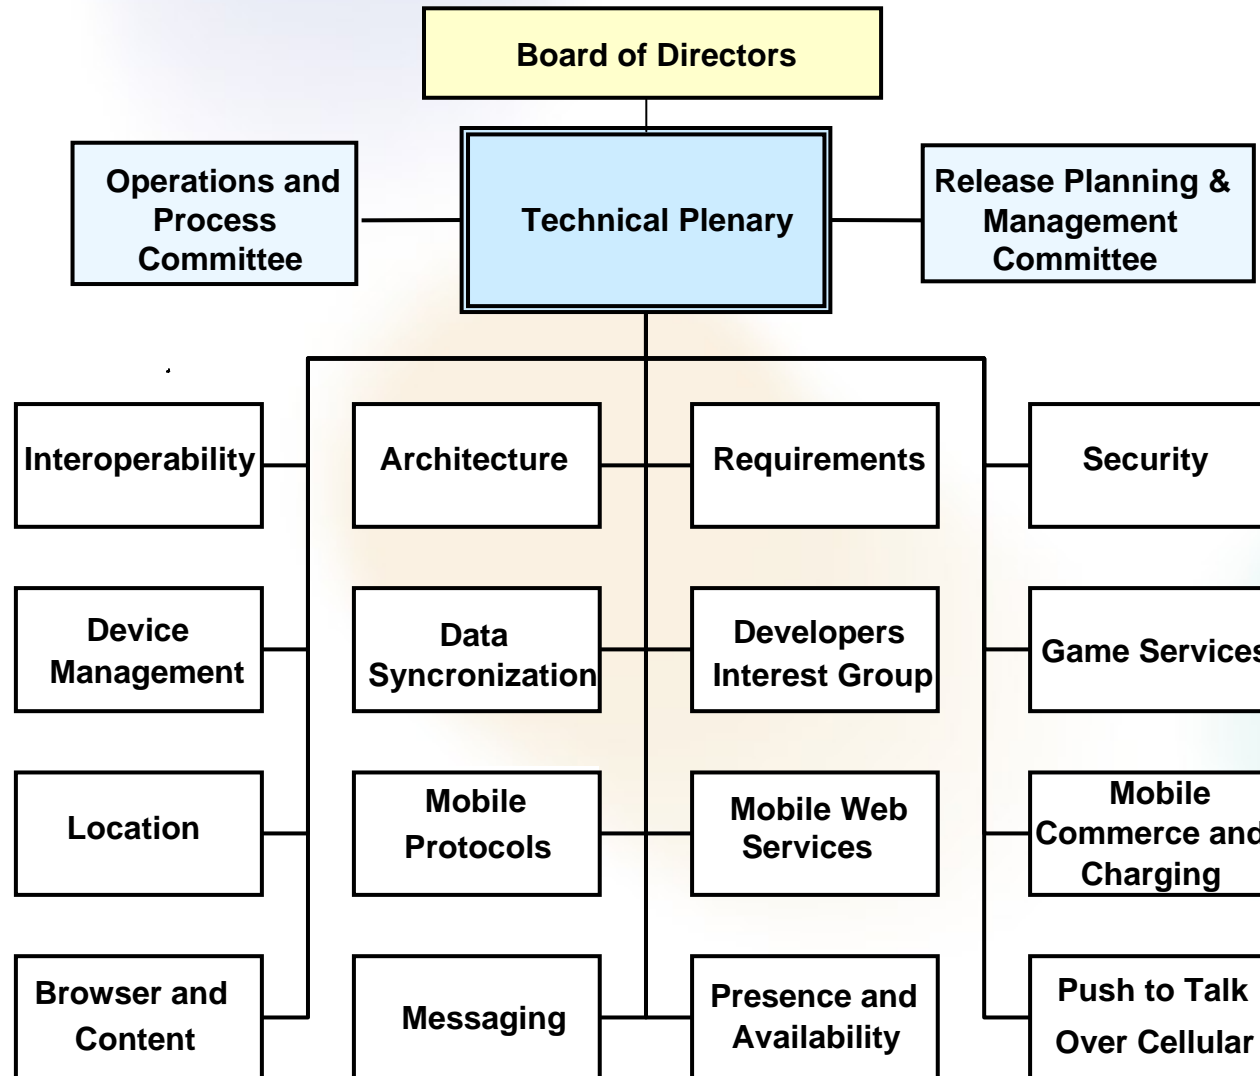 Board of Directors
Operations and
Process
Committee
Technical Plenary
Release Planning &
Management
Committee
Interoperability
Architecture
Requirements
Security
Device
Management
Data
Syncronization
Developers
Interest Group
Game Services
Location
Mobile
Protocols
Mobile Web
Services
Mobile
Commerce and
Charging
Browser and
Content
Messaging
Presence and
Availability
Push to Talk
Over Cellular